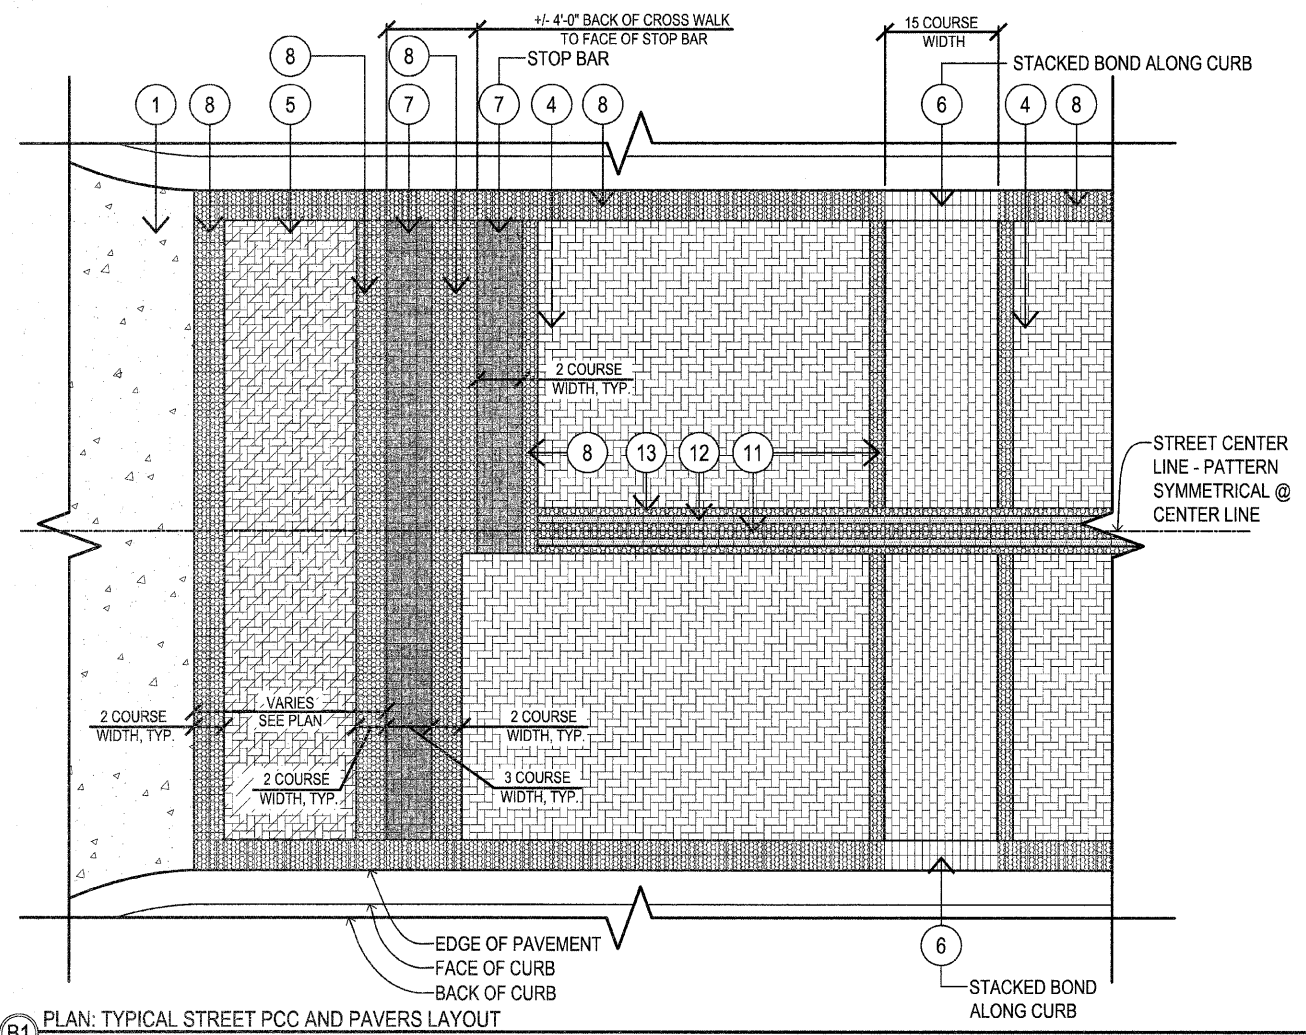 +/- 4'-0" BACK OF CROSS WALK
TO FACE OF STOP BAR
STOP BAR
15 COURSE
WIDTH
STACKED BOND ALONG CURB
8
8
1
8
5
7
7
4
8
6
4
8
2 COURSE
WIDTH, TYP.
8
13
12
11
STREET CENTER
LINE - PATTERN
SYMMETRICAL @
CENTER LINE
VARIES
SEE PLAN
2 COURSE
WIDTH, TYP.
2 COURSE
WIDTH, TYP.
2 COURSE
WIDTH, TYP.
3 COURSE
WIDTH, TYP.
EDGE OF PAVEMENT
FACE OF CURB
BACK OF CURB
6
STACKED BOND
ALONG CURB
B1 PLAN: TYPICAL STREET PCC AND PAVERS LAYOUT